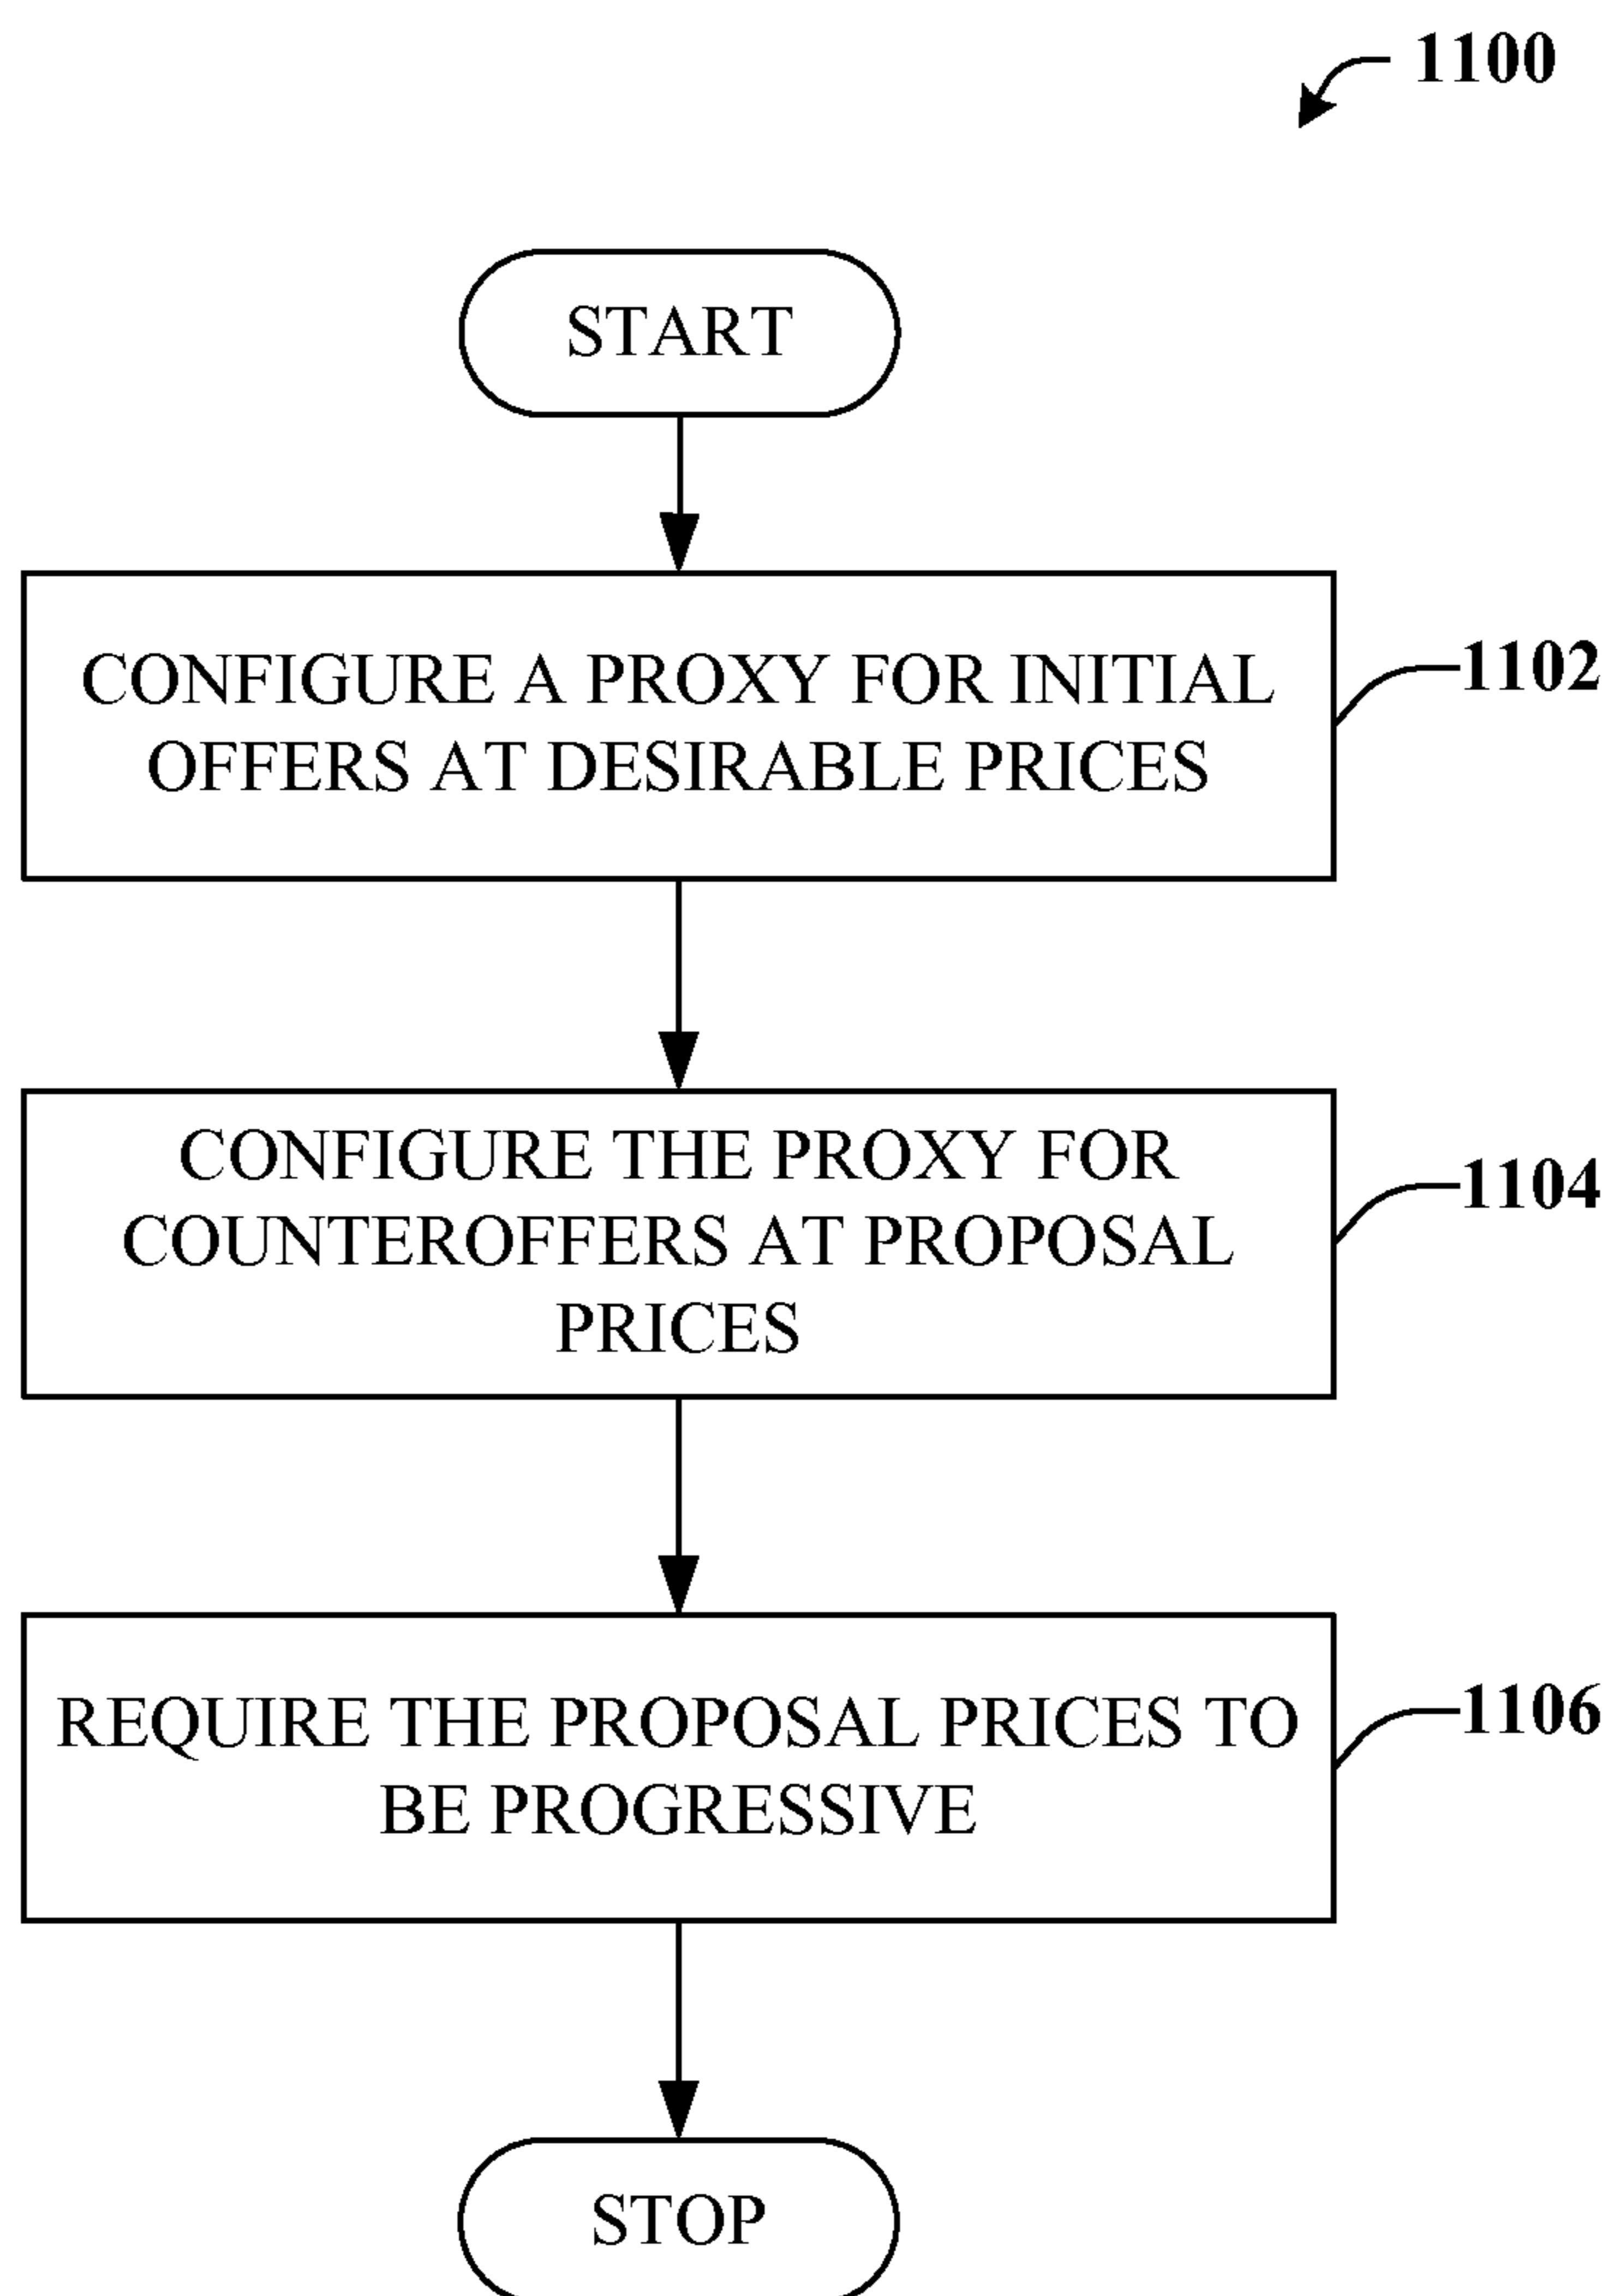 1100
START
CONFIGURE A PROXY FOR INITIAL
OFFERS AT DESIRABLE PRICES
1102
CONFIGURE THE PROXY FOR
COUNTEROFFERS AT PROPOSAL
PRICES
1104
REQUIRE THE PROPOSAL PRICES TO
BE PROGRESSIVE
1106
STOP